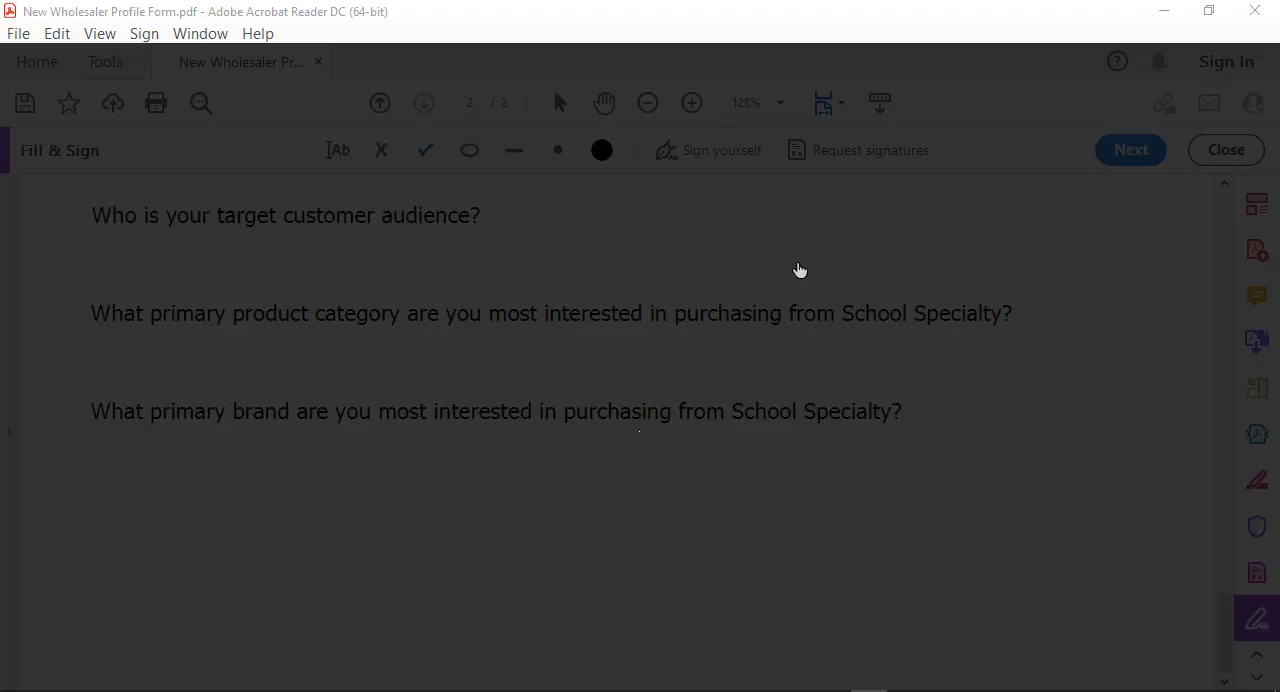 New Wholesaler Profile Form.pdf - Adobe Acrobat Reader DC (64-bit)
File Edit View Sign Window Help
Home Tools New Wholesaler Pr... × Sign In
2 / 2 128%
Fill & Sign Ab Sign yourself Request signatures Next Close
Who is your target customer audience?
What primary product category are you most interested in purchasing from School Specialty?
What primary brand are you most interested in purchasing from School Specialty?